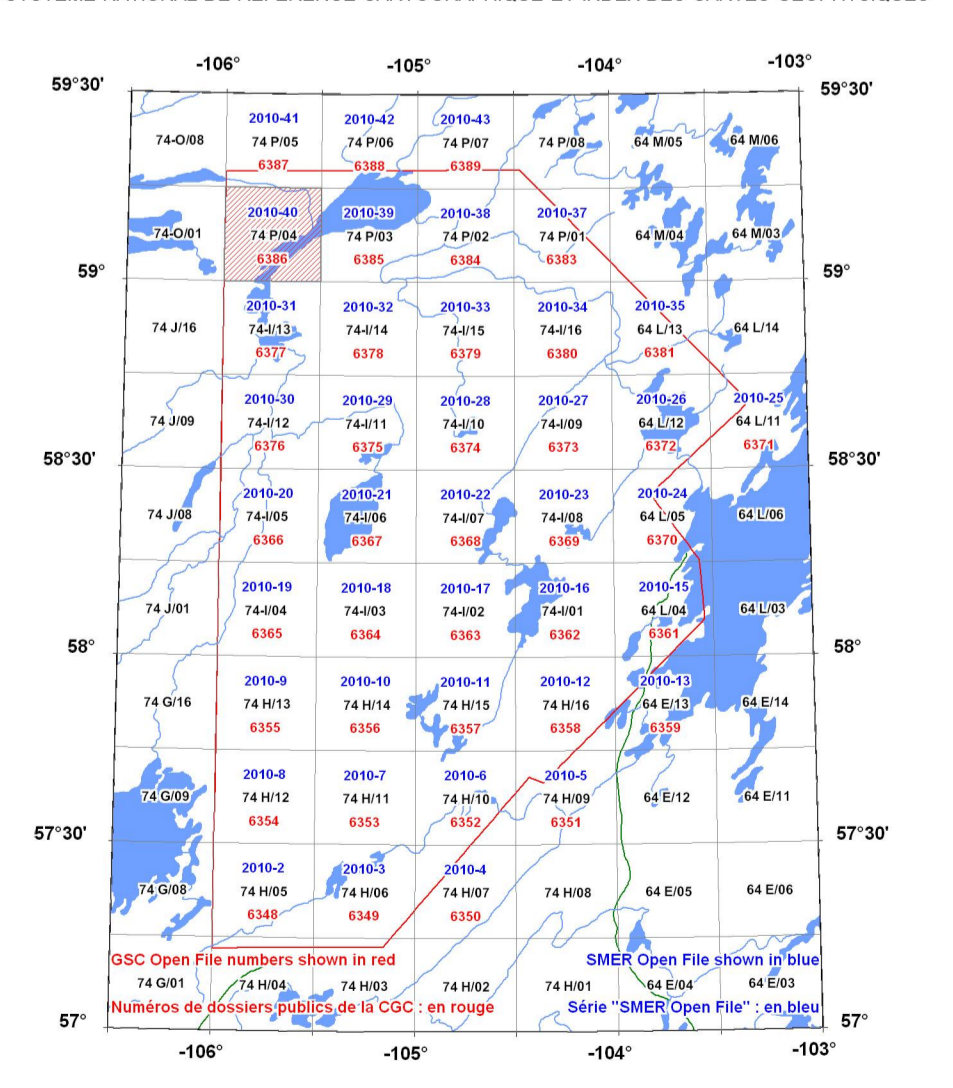 SYSTÈME NATIONAL DE RÉFÉRENCE CARTOGRAPHIQUE ET INDEX DES CARTES GÉOPHYSIQUES
-106° -105° -104° -103°
59°30' 59°30'
2010-41 2010-42 2010-43
74-O/08 74 P/05 74 P/06 74 P/07 74 P/08 64 M/05 64 M/06
6387 6388 6389
2010-40 2010-39 2010-38 2010-37
74-O/01 74 P/04 74 P/03 74 P/02 74 P/01 64 M/04 64 M/03
6386 6385 6384 6383
59° 59°
2010-31 2010-32 2010-33 2010-34 2010-35
74 J/16 74-I/13 74-I/14 74-I/15 74-I/16 64 L/13 64 L/14
6377 6378 6379 6380 6381
2010-30 2010-29 2010-28 2010-27 2010-26 2010-25
74 J/09 74-I/12 74-I/11 74-I/10 74-I/09 64 L/12 64 L/11
6376 6375 6374 6373 6372 6371
58°30' 58°30'
2010-20 2010-21 2010-22 2010-23 2010-24
74 J/08 74-I/05 74-I/06 74-I/07 74-I/08 64 L/05 64 L/06
6366 6367 6368 6369 6370
2010-19 2010-18 2010-17 2010-16 2010-15
74 J/01 74-I/04 74-I/03 74-I/02 74-I/01 64 L/04 64 L/03
6365 6364 6363 6362 6361
58° 58°
2010-9 2010-10 2010-11 2010-12 2010-13
74 G/16 74 H/13 74 H/14 74 H/15 74 H/16 64 E/13 64 E/14
6355 6356 6357 6358 6359
2010-8 2010-7 2010-6 2010-5
74 G/09 74 H/12 74 H/11 74 H/10 74 H/09 64 E/12 64 E/11
6354 6353 6352 6351
57°30' 57°30'
2010-2 2010-3 2010-4
74 G/08 74 H/05 74 H/06 74 H/07 74 H/08 64 E/05 64 E/06
6348 6349 6350
GSC Open File numbers shown in red SMER Open File shown in blue
74 G/01 74 H/04 74 H/03 74 H/02 74 H/01 64 E/04 64 E/03
Numéros de dossiers publics de la CGC : en rouge Série "SMER Open File" : en bleu
57° 57°
-106° -105° -104° -103°